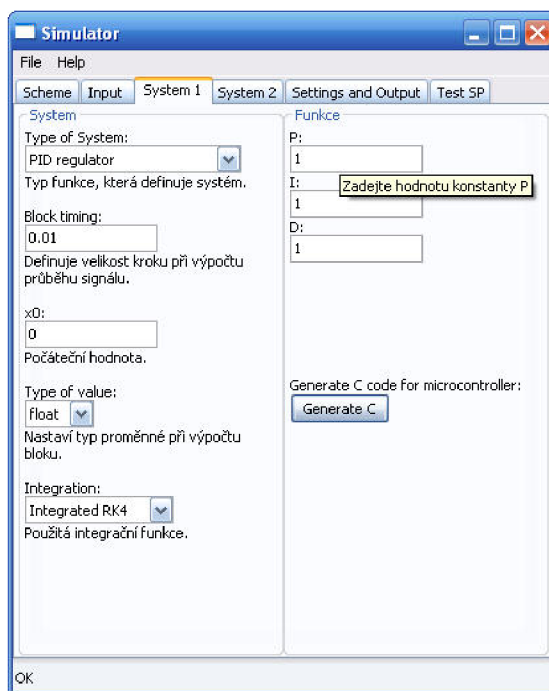 Simulator
File Help
Scheme Input System 1 System 2 Settings and Output Test SP
System
Type of System:
PID regulator
Typ funkce, která definuje systém.
Block timing:
0.01
Definuje velikost kroku při výpočtu
průběhu signálu.
x0:
0
Počáteční hodnota.
Type of value:
float
Nastaví typ proměnné při výpočtu
bloku.
Integration:
Integrated RK4
Použitá integrační funkce.
Funkce
P:
1
Zadejte hodnotu konstanty P
I:
1
D:
1
Generate C code for microcontroller:
Generate C
OK